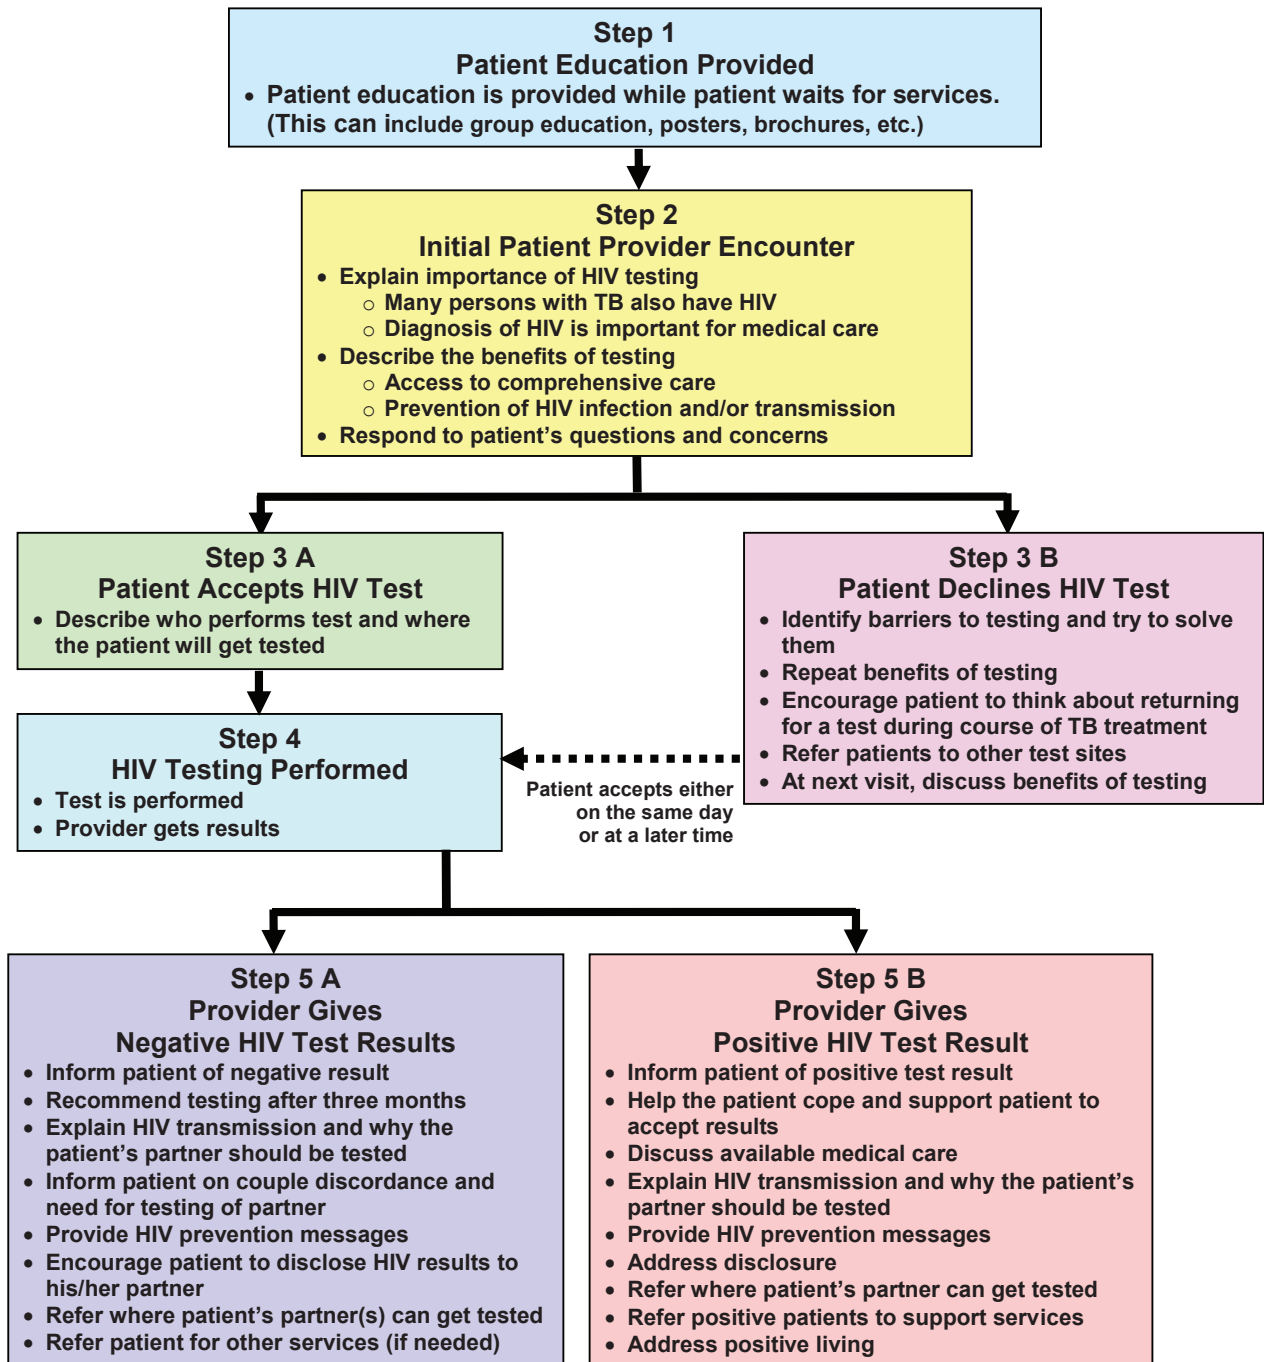 Step 1
Patient Education Provided
• Patient education is provided while patient waits for services.
(This can include group education, posters, brochures, etc.)
Step 2
Initial Patient Provider Encounter
• Explain importance of HIV testing
○ Many persons with TB also have HIV
○ Diagnosis of HIV is important for medical care
• Describe the benefits of testing
○ Access to comprehensive care
○ Prevention of HIV infection and/or transmission
• Respond to patient's questions and concerns
Step 3 A
Patient Accepts HIV Test
• Describe who performs test and where
the patient will get tested
Step 3 B
Patient Declines HIV Test
• Identify barriers to testing and try to solve
them
• Repeat benefits of testing
• Encourage patient to think about returning
for a test during course of TB treatment
• Refer patients to other test sites
• At next visit, discuss benefits of testing
Step 4
HIV Testing Performed
• Test is performed
• Provider gets results
Patient accepts either
on the same day
or at a later time
Step 5 A
Provider Gives
Negative HIV Test Results
• Inform patient of negative result
• Recommend testing after three months
• Explain HIV transmission and why the
patient's partner should be tested
• Inform patient on couple discordance and
need for testing of partner
• Provide HIV prevention messages
• Encourage patient to disclose HIV results to
his/her partner
• Refer where patient's partner(s) can get tested
• Refer patient for other services (if needed)
Step 5 B
Provider Gives
Positive HIV Test Result
• Inform patient of positive test result
• Help the patient cope and support patient to
accept results
• Discuss available medical care
• Explain HIV transmission and why the patient's
partner should be tested
• Provide HIV prevention messages
• Address disclosure
• Refer where patient's partner can get tested
• Refer positive patients to support services
• Address positive living